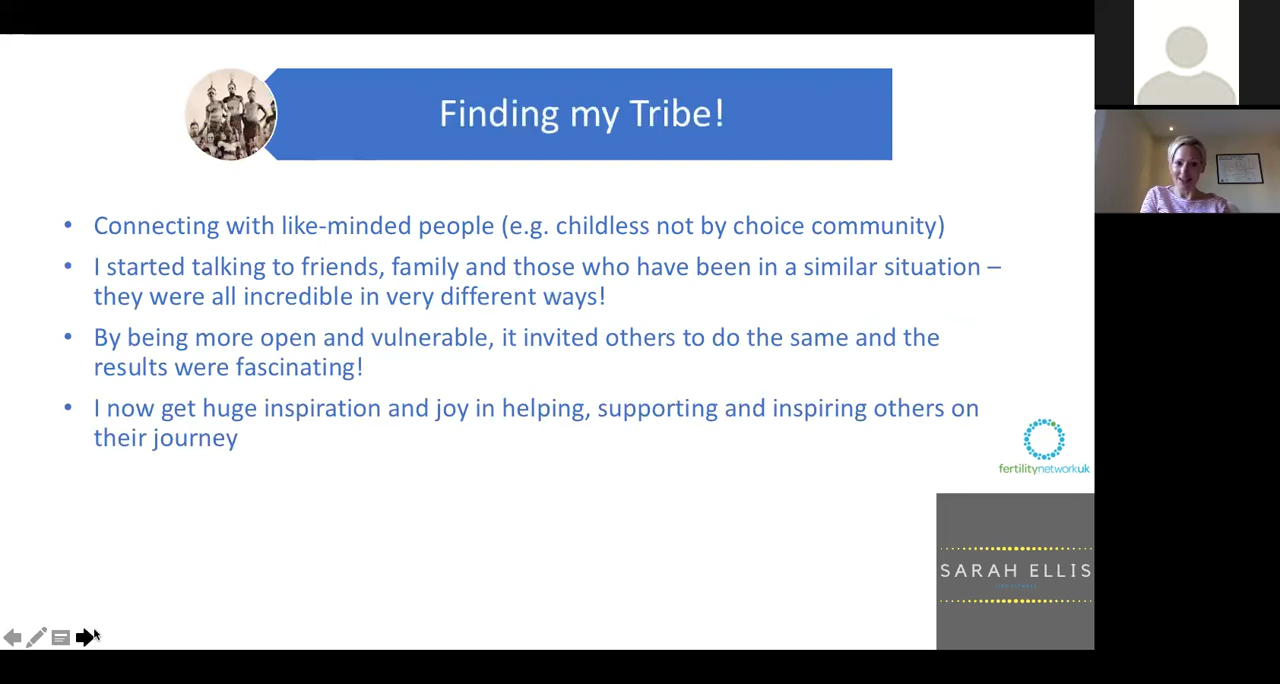 Finding my Tribe!
• Connecting with like-minded people (e.g. childless not by choice community)
• I started talking to friends, family and those who have been in a similar situation –
they were all incredible in very different ways!
• By being more open and vulnerable, it invited others to do the same and the
results were fascinating!
• I now get huge inspiration and joy in helping, supporting and inspiring others on
their journey
fertilitynetworkuk
SARAH ELLIS